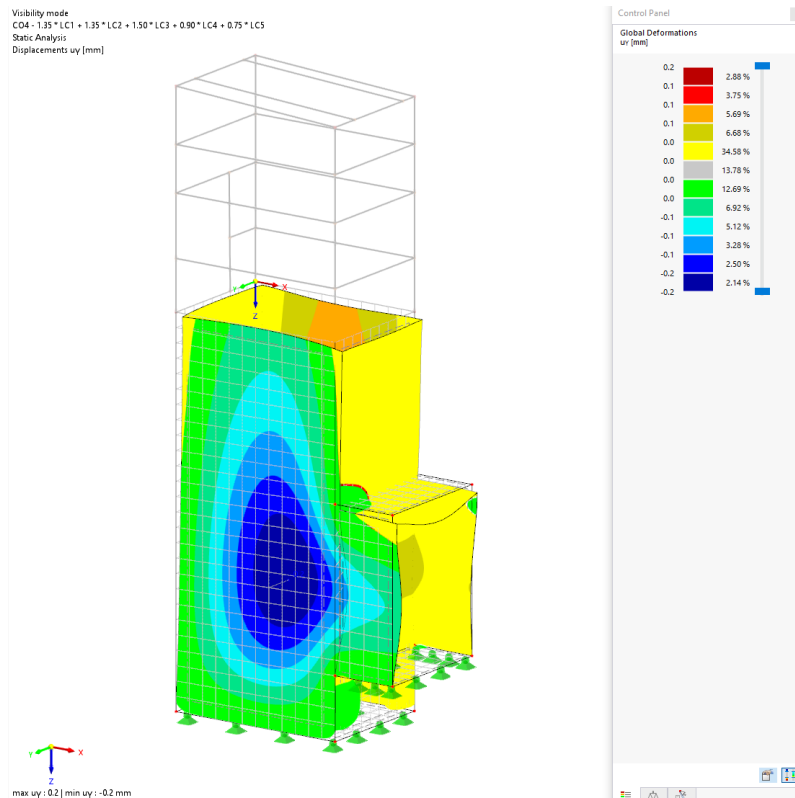 Visibility mode
CO4 - 1.35 * LC1 + 1.35 * LC2 + 1.50 * LC3 + 0.90 * LC4 + 0.75 * LC5
Static Analysis
Displacements uy [mm]
Control Panel
Global Deformations
uY [mm]
0.2
2.88 %
0.1
3.75 %
0.1
5.69 %
0.1
6.68 %
0.0
34.58 %
0.0
13.78 %
0.0
12.69 %
0.0
6.92 %
-0.1
5.12 %
-0.1
3.28 %
-0.1
2.50 %
-0.2
2.14 %
-0.2
Y
X
Z
Y
X
Z
max uy : 0.2 | min uy : -0.2 mm